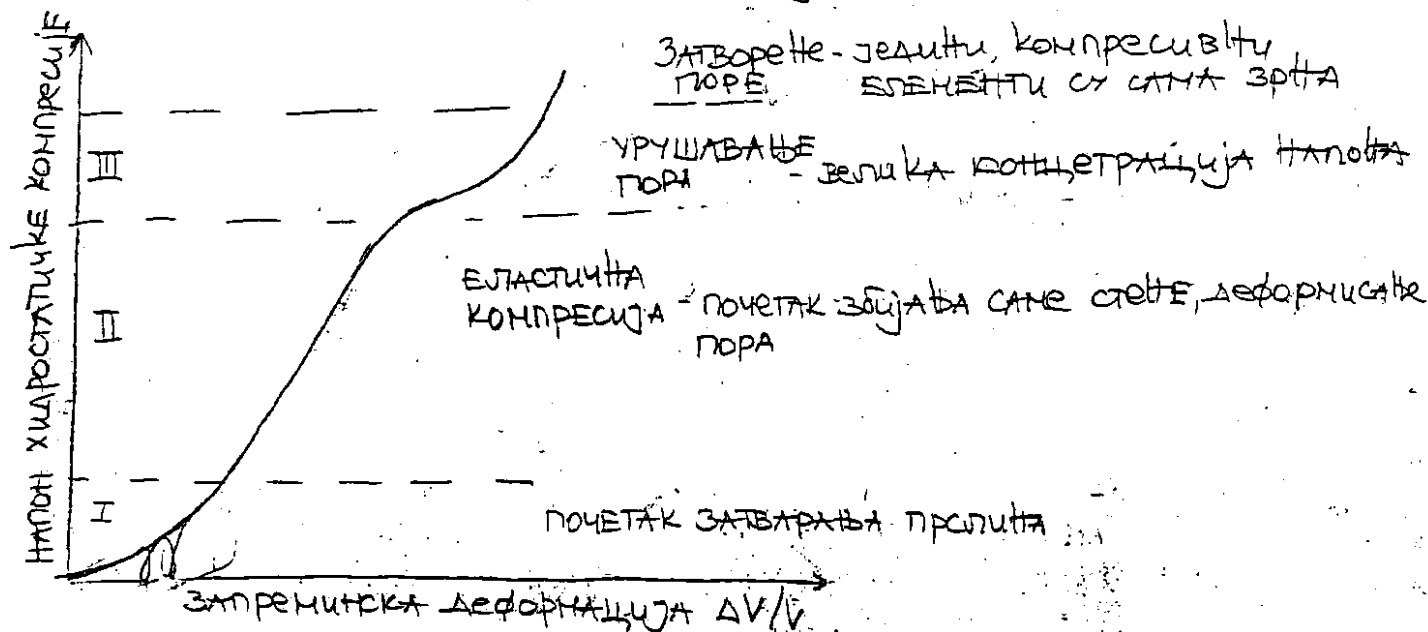 НАПОН ХИДРОСТАТИЧКЕ КОМПРЕСИЈЕ
ЗАТВОРЕНЕ - ЈЕДИНИ, КОМПРЕСИВНИ
ПОРЕ ЕЛЕМЕНТИ СУ САМА ЗРНА
III
УРУШАВАЊЕ
ПОРА - ВЕЛИКА КОНЦЕТРАЦИЈА НАПОНА
II
ЕЛАСТИЧНА
КОМПРЕСИЈА - ПОЧЕТАК ЗБИЈАЊА САМЕ СТЕНЕ, ДЕФОРМИСАЊЕ
ПОРА
I
ПОЧЕТАК ЗАТВАРАЊА ПРСЛИНА
ЗАПРЕМИНСКА ДЕФОРМАЦИЈА ΔV/V